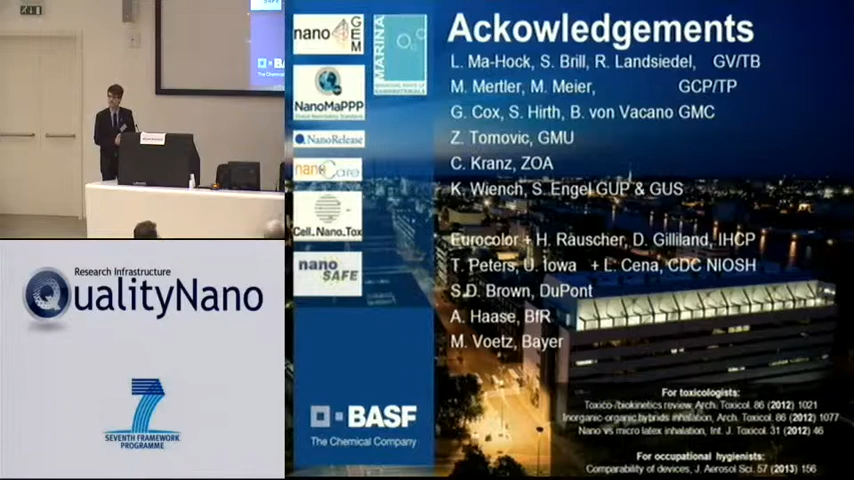 Ackowledgements
L. Ma-Hock, S. Brill, R. Landsiedel, GV/TB
M. Mertler, M. Meier, GCP/TP
G. Cox, S. Hirth, B. von Vacano GMC
Z. Tomovic, GMU
C. Kranz, ZOA
K. Wiench, S. Engel GUP & GUS
Eurocolor + H. Rauscher, D. Gilliland, IHCP
T. Peters, U. Iowa + L. Cena, CDC NIOSH
S.D. Brown, DuPont
A. Haase, BfR
M. Voetz, Bayer
For toxicologists:
Toxico-/biokinetics review, Arch. Toxicol. 86 (2012) 1021
Inorganic-organic hybrids inhalation, Arch. Toxicol. 86 (2012) 1077
Nano vs micro latex inhalation, Int. J. Toxicol. 31 (2012) 46
For occupational hygienists:
Comparability of devices, J. Aerosol Sci. 57 (2013) 156
nano4
GEM
MARINA
NanoMaPPP
NanoRelease
nanoCare
Cell.Nano.Tox
nano
SAFE
BASF
The Chemical Company
Research Infrastructure
QualityNano
7
SEVENTH FRAMEWORK
PROGRAMME
BASF